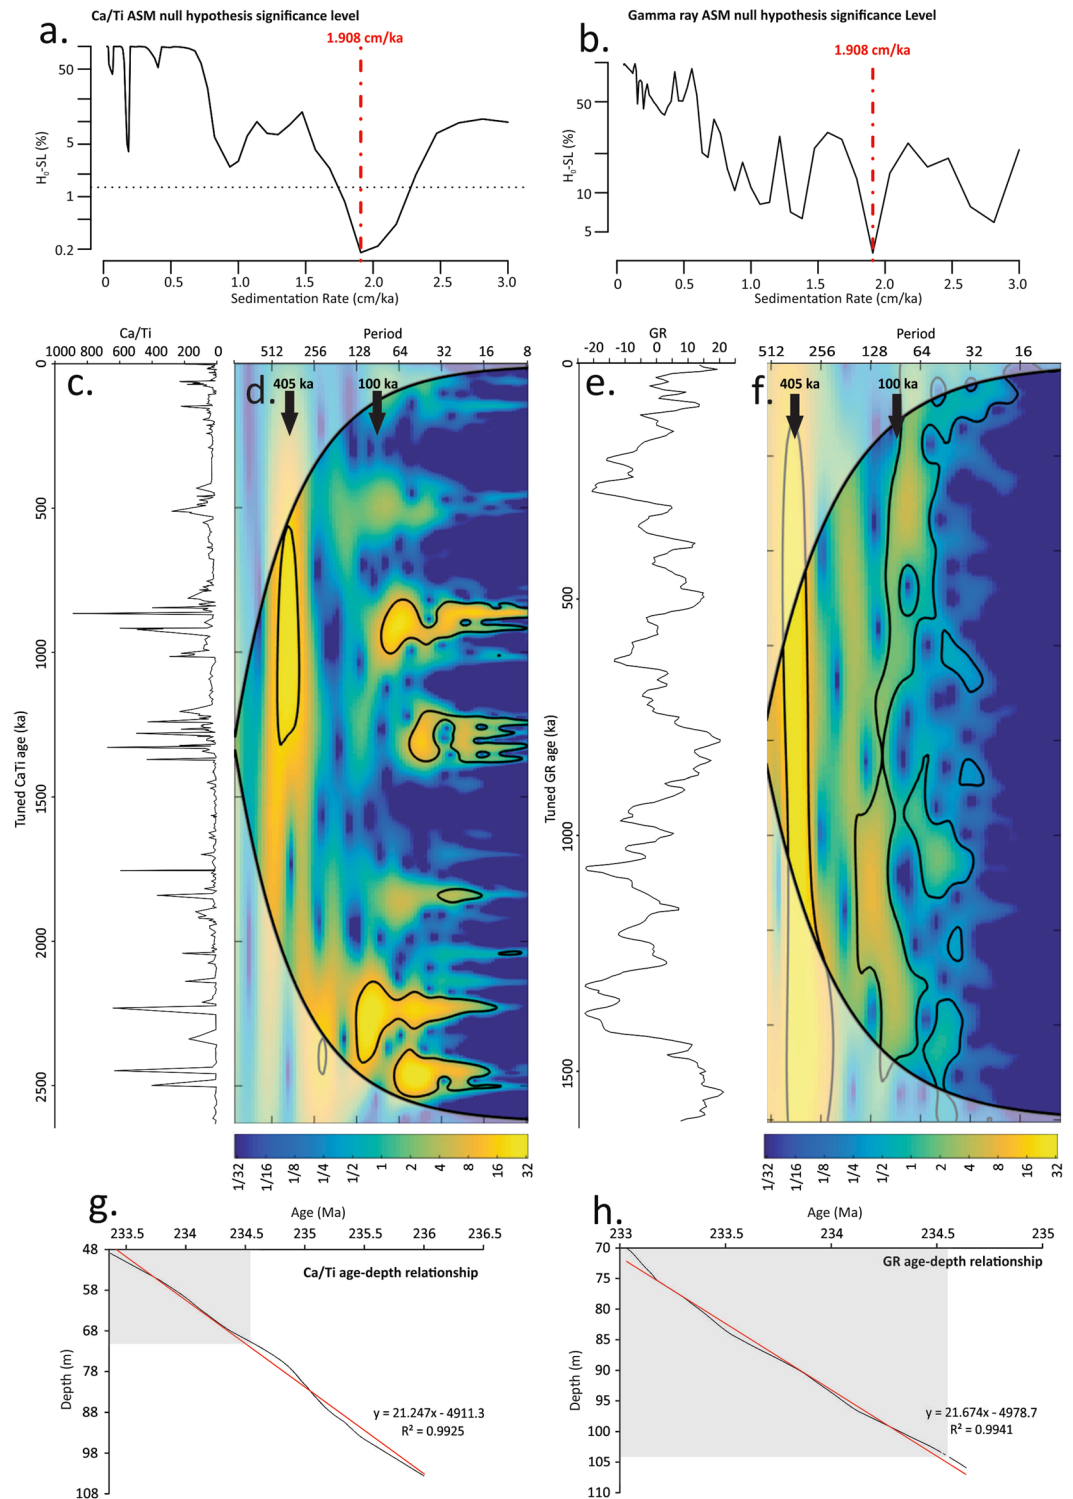 Ca/Ti ASM null hypothesis significance level
a.
1.908 cm/ka
50
5
1
0.2
H0-SL (%)
0 0.5 1.0 1.5 2.0 2.5 3.0
Sedimentation Rate (cm/ka)
Gamma ray ASM null hypothesis significance Level
b.
1.908 cm/ka
50
10
5
H0-SL (%)
0 0.5 1.0 1.5 2.0 2.5 3.0
Sedimentation Rate (cm/ka)
Ca/Ti
1000 800 600 400 200 0
c.
0
500
1000
1500
2000
2500
Tuned CaTi age (ka)
Period
512 256 128 64 32 16 8
d.
405 ka
100 ka
1/32 1/16 1/8 1/4 1/2 1 2 4 8 16 32
GR
-20 -10 0 10 20
e.
0
500
1000
1500
Tuned GR age (ka)
Period
512 256 128 64 32 16
f.
405 ka
100 ka
1/32 1/16 1/8 1/4 1/2 1 2 4 8 16 32
g.
Age (Ma)
233.5 234 234.5 235 235.5 236 236.5
Ca/Ti age-depth relationship
48
58
68
78
88
98
108
Depth (m)
y = 21.247x - 4911.3
R² = 0.9925
h.
Age (Ma)
233 233.5 234 234.5 235
GR age-depth relationship
70
75
80
85
90
95
100
105
110
Depth (m)
y = 21.674x - 4978.7
R² = 0.9941